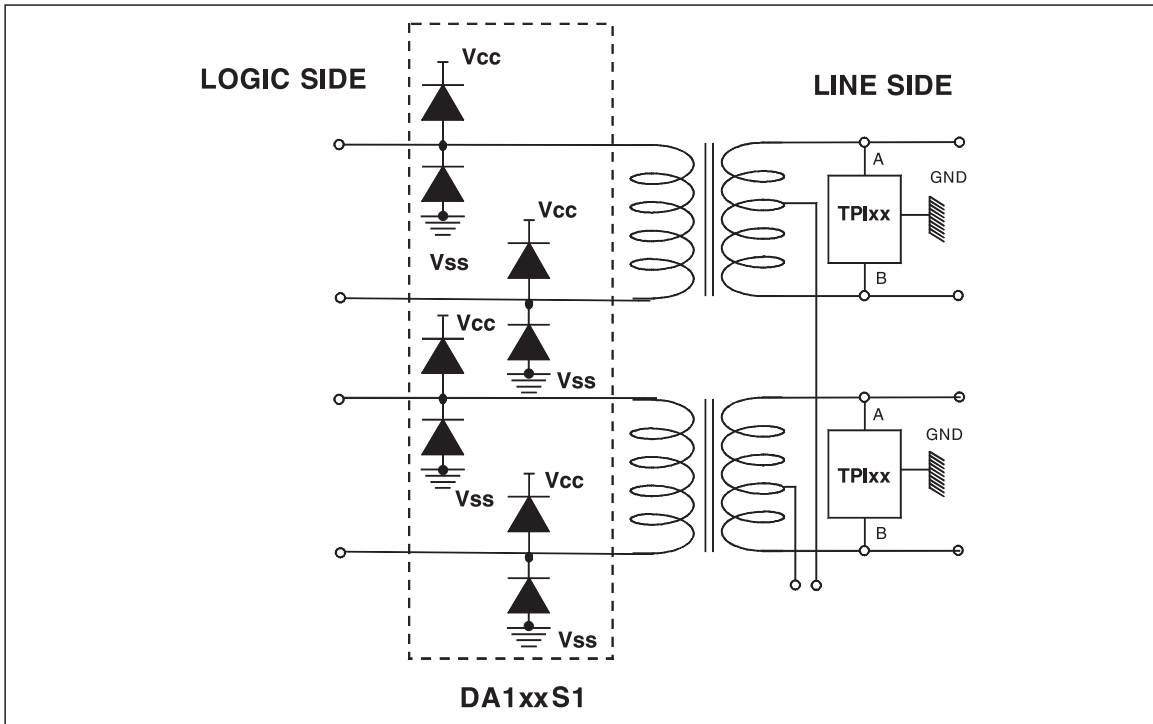 Vcc
LOGIC SIDE
LINE SIDE
A
GND
TPIxx
Vcc
Vss
B
Vcc
Vss
A
GND
TPIxx
Vcc
Vss
B
Vss
DA1xxS1